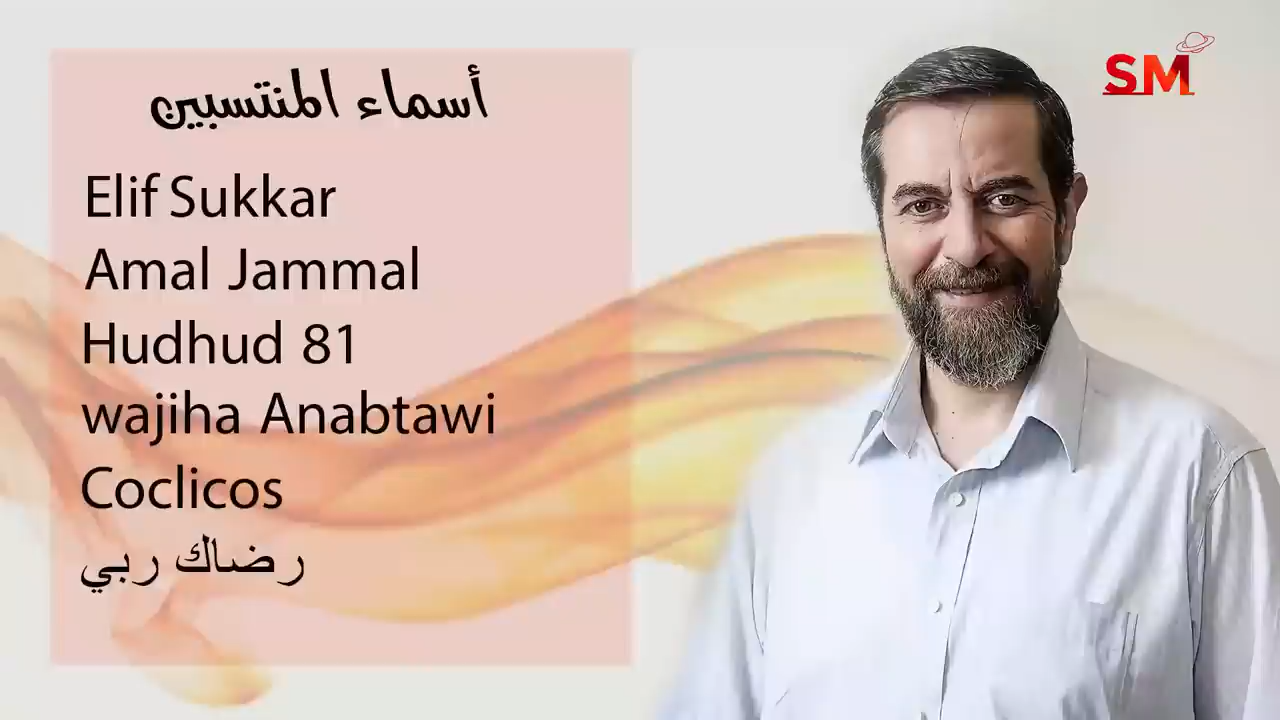 أسماء المنتسبين
Elif Sukkar
Amal Jammal
Hudhud 81
wajiha Anabtawi
Coclicos
رضاك ربي
SM